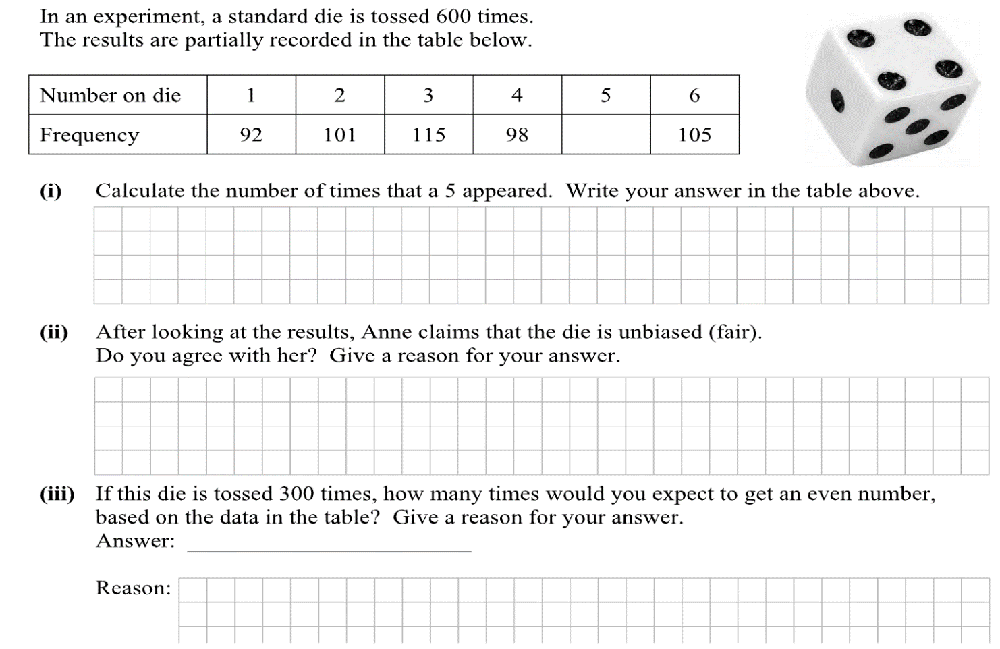 In an experiment, a standard die is tossed 600 times.
The results are partially recorded in the table below.
Number on die 1 2 3 4 5 6
Frequency 92 101 115 98 105
(i) Calculate the number of times that a 5 appeared. Write your answer in the table above.
(ii) After looking at the results, Anne claims that the die is unbiased (fair).
Do you agree with her? Give a reason for your answer.
(iii) If this die is tossed 300 times, how many times would you expect to get an even number,
based on the data in the table? Give a reason for your answer.
Answer:
Reason: